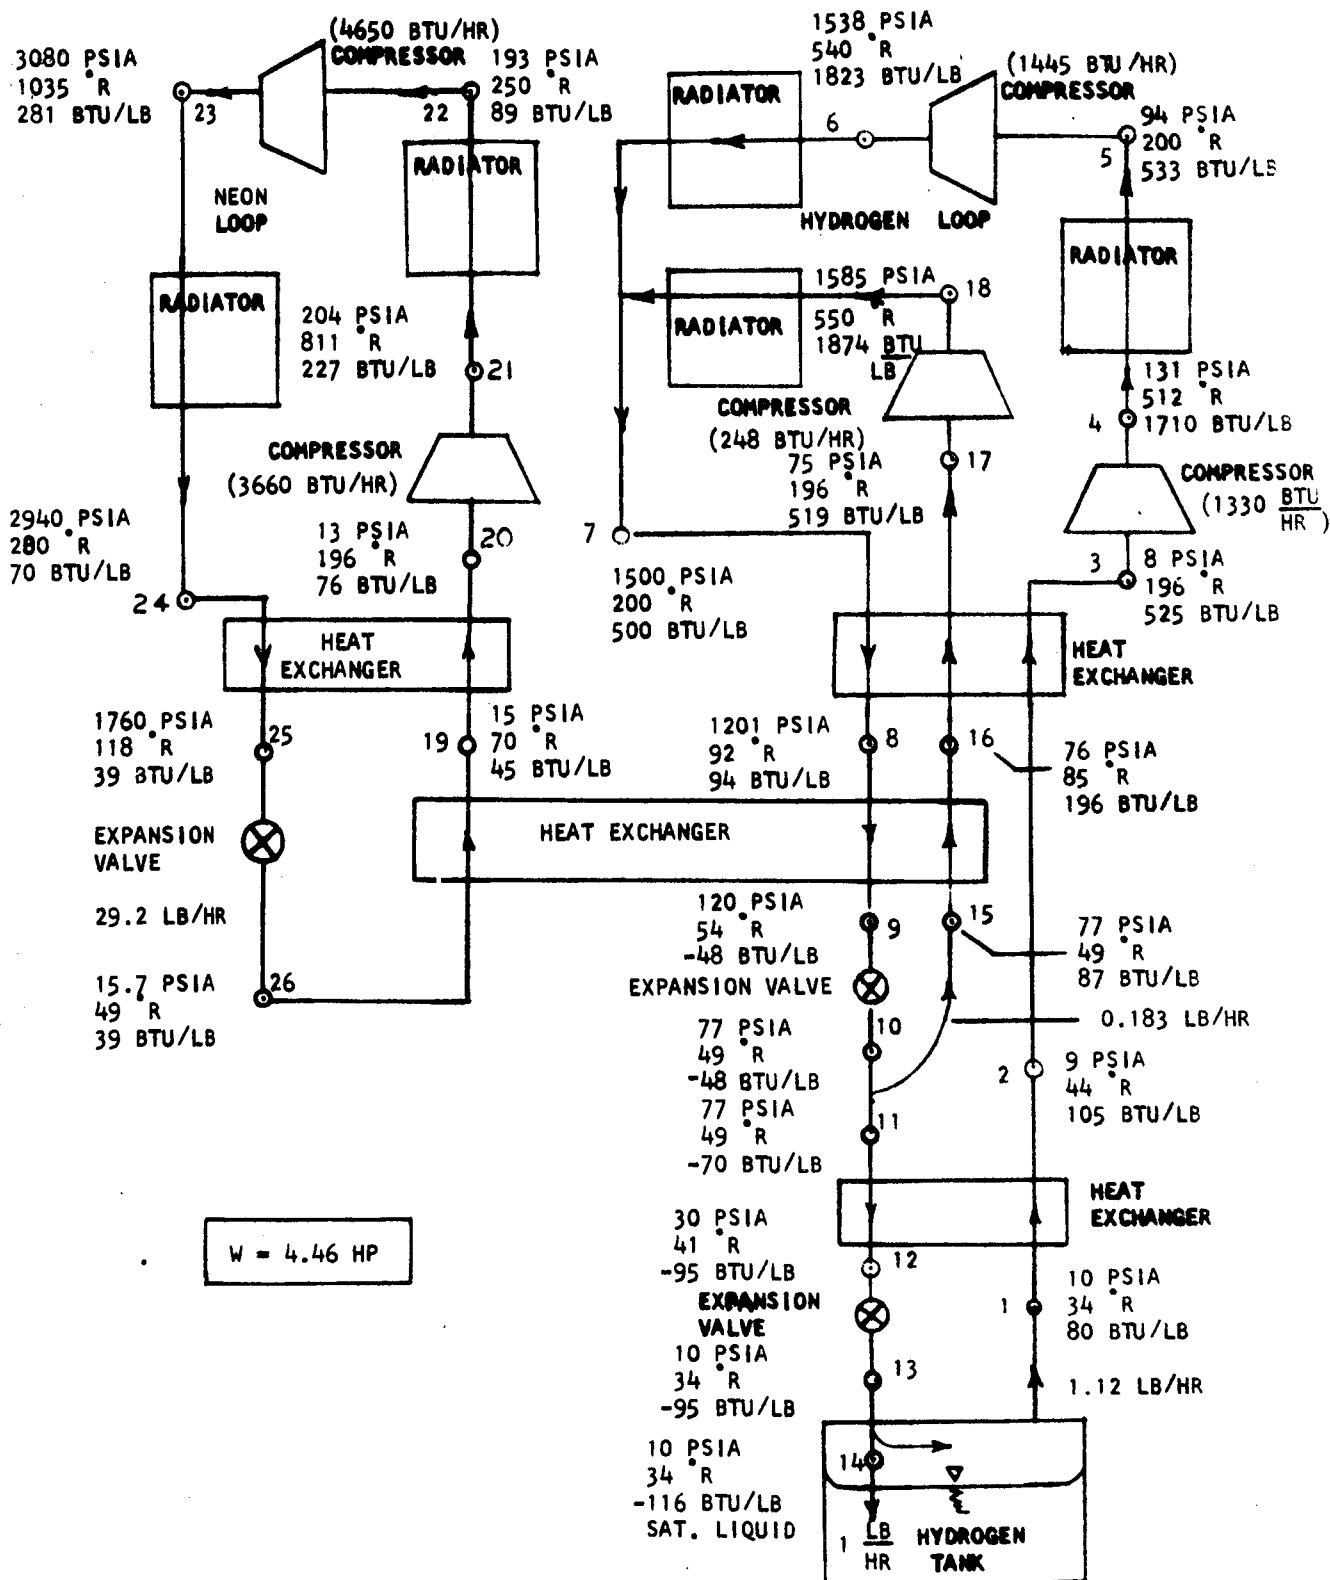 (4650 BTU/HR)
COMPRESSOR
3080 PSIA
1035 °R
281 BTU/LB
23
22
193 PSIA
250 °R
89 BTU/LB
RADIATOR
NEON
LOOP
RADIATOR
204 PSIA
811 °R
227 BTU/LB
21
COMPRESSOR
(3660 BTU/HR)
2940 PSIA
280 °R
70 BTU/LB
24
13 PSIA
196 °R
76 BTU/LB
20
HEAT
EXCHANGER
1760 PSIA
118 °R
39 BTU/LB
25
19
15 PSIA
70 °R
45 BTU/LB
EXPANSION
VALVE
29.2 LB/HR
15.7 PSIA
49 °R
39 BTU/LB
26
HEAT EXCHANGER
W = 4.46 HP
1538 PSIA
540 °R
1823 BTU/LB
RADIATOR
6
(1445 BTU/HR)
COMPRESSOR
94 PSIA
200 °R
533 BTU/LB
5
HYDROGEN LOOP
RADIATOR
1585 PSIA
550 °R
1874 BTU
LB
18
RADIATOR
131 PSIA
512 °R
1710 BTU/LB
4
COMPRESSOR
(248 BTU/HR)
75 PSIA
196 °R
519 BTU/LB
17
COMPRESSOR
(1330 BTU
HR)
3
8 PSIA
196 °R
525 BTU/LB
7
1500 PSIA
200 °R
500 BTU/LB
HEAT
EXCHANGER
1201 PSIA
92 °R
94 BTU/LB
8
16
76 PSIA
85 °R
196 BTU/LB
120 PSIA
54 °R
-48 BTU/LB
9
15
77 PSIA
49 °R
87 BTU/LB
EXPANSION VALVE
0.183 LB/HR
77 PSIA
49 °R
-48 BTU/LB
10
2
9 PSIA
44 °R
105 BTU/LB
77 PSIA
49 °R
-70 BTU/LB
11
HEAT
EXCHANGER
30 PSIA
41 °R
-95 BTU/LB
12
10 PSIA
34 °R
80 BTU/LB
1
EXPANSION
VALVE
10 PSIA
34 °R
-95 BTU/LB
13
1.12 LB/HR
10 PSIA
34 °R
-116 BTU/LB
SAT. LIQUID
14
1 LB
HR
HYDROGEN
TANK